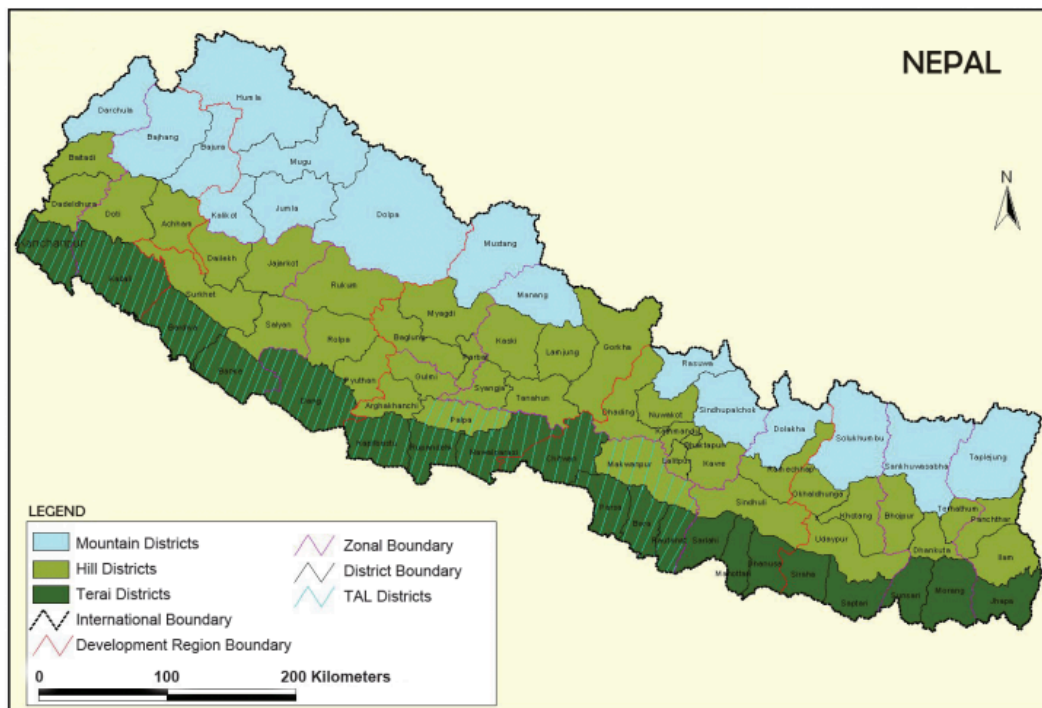 NEPAL
N
Humla
Darchula
Bajhang
Bajura
Mugu
Baitadi
Dadeldhura
Doti
Achham
Kalikot
Jumla
Dolpa
Mustang
Manang
Kanchanpur
Kailali
Dailekh
Jajarkot
Rukum
Surkhet
Bardiya
Salyan
Rolpa
Banke
Dang
Pyuthan
Myagdi
Baglung
Parbat
Kaski
Lamjung
Gorkha
Gulmi
Syangja
Tanahun
Arghakhanchi
Palpa
Kapilbastu
Rupandehi
Nawalparasi
Chitwan
Rasuwa
Sindhupalchok
Dhading
Nuwakot
Kathmandu
Bhaktapur
Lalitpur
Kavre
Dolakha
Solukhumbu
Sankhuwasabha
Taplejung
Makwanpur
Ramechhap
Okhaldhunga
Sindhuli
Khotang
Bhojpur
Terhathum
Panchthar
Udaypur
Dhankuta
Ilam
Parsa
Bara
Rautahat
Sarlahi
Mahottari
Dhanusa
Siraha
Saptari
Sunsari
Morang
Jhapa
LEGEND
Mountain Districts
Hill Districts
Terai Districts
International Boundary
Development Region Boundary
Zonal Boundary
District Boundary
TAL Districts
0 100 200 Kilometers